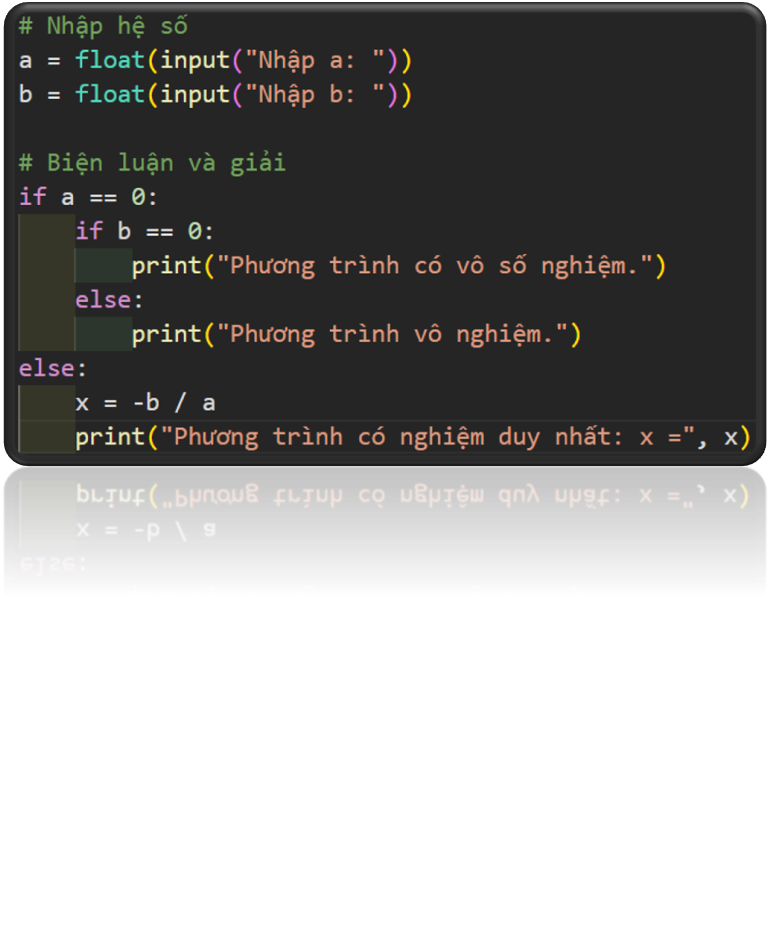 # Nhập hệ số
a = float(input("Nhập a: "))
b = float(input("Nhập b: "))

# Biện luận và giải
if a == 0:
    if b == 0:
        print("Phương trình có vô số nghiệm.")
    else:
        print("Phương trình vô nghiệm.")
else:
    x = -b / a
    print("Phương trình có nghiệm duy nhất: x =", x)